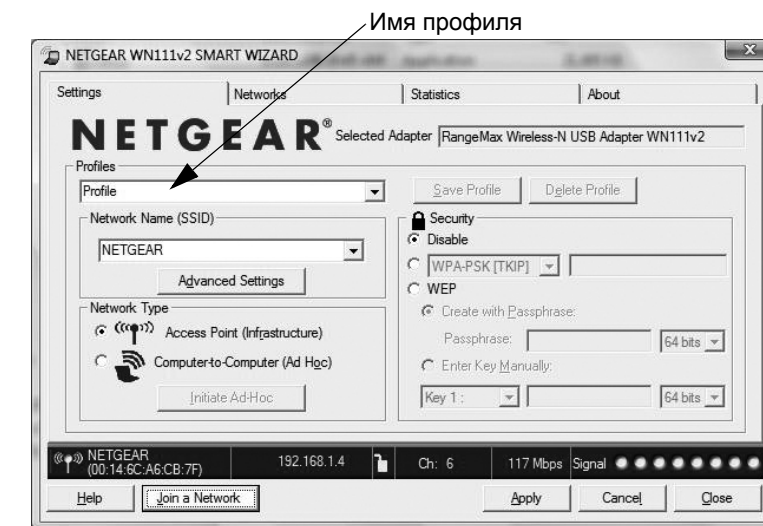 Имя профиля
NETGEAR WN111v2 SMART WIZARD
Settings Networks Statistics About
NETGEAR® Selected Adapter RangeMax Wireless-N USB Adapter WN111v2
Profiles
Profile Save Profile Delete Profile
Network Name (SSID) Security
Disable
NETGEAR WPA-PSK [TKIP]
Advanced Settings WEP
Network Type Create with Passphrase:
Access Point (Infrastructure) Passphrase: 64 bits
Computer-to-Computer (Ad Hoc) Enter Key Manually:
Initiate Ad-Hoc Key 1 : 64 bits
NETGEAR
(00:14:6C:A6:CB:7F) 192.168.1.4 Ch: 6 117 Mbps Signal
Help Join a Network Apply Cancel Close